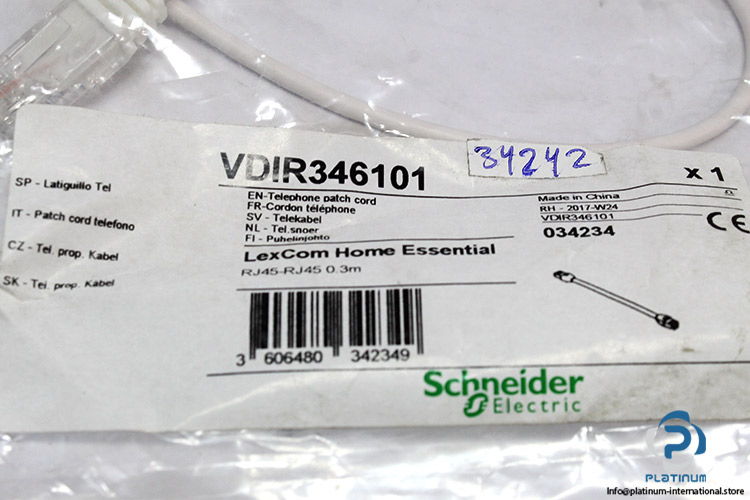 VDIR346101
34242
x 1
SP - Latiguillo Tel
IT - Patch cord telefono
CZ - Tel. prop. Kabel
SK - Tel. prop. Kabel
EN-Telephone patch cord
FR-Cordon téléphone
SV - Telekabel
NL - Tel.snoer
FI - Puhelinjohto
Made in China
RH - 2017-W24
VDIR346101
034234
CE
LexCom Home Essential
RJ45-RJ45 0.3m
3 606480 342349
Schneider
Electric
PLATINUM
Info@platinum-international.store